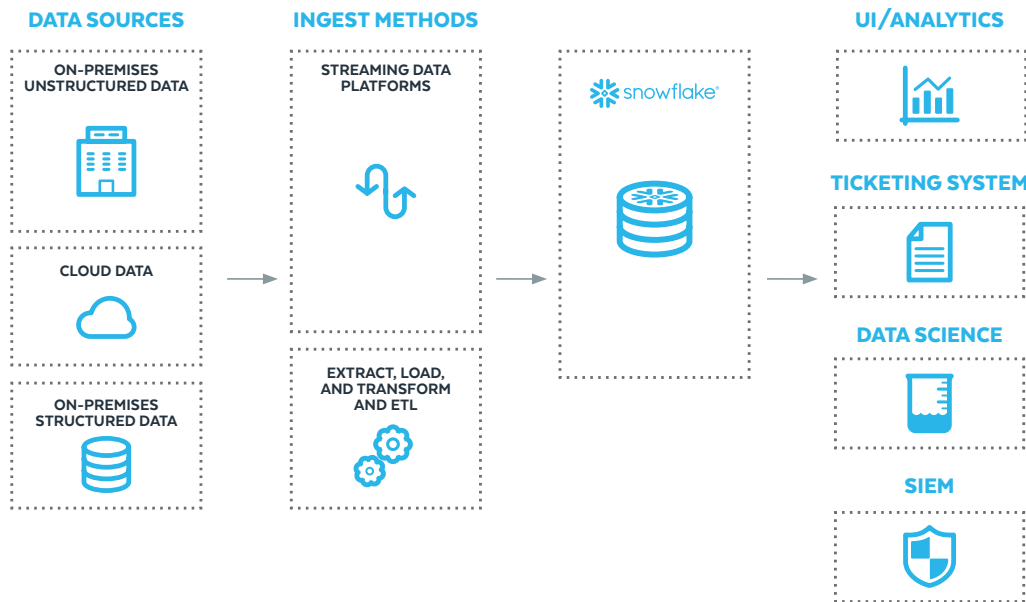 DATA SOURCES
ON-PREMISES
UNSTRUCTURED DATA
CLOUD DATA
ON-PREMISES
STRUCTURED DATA
INGEST METHODS
STREAMING DATA
PLATFORMS
EXTRACT, LOAD,
AND TRANSFORM
AND ETL
snowflake®
UI/ANALYTICS
TICKETING SYSTEM
DATA SCIENCE
SIEM